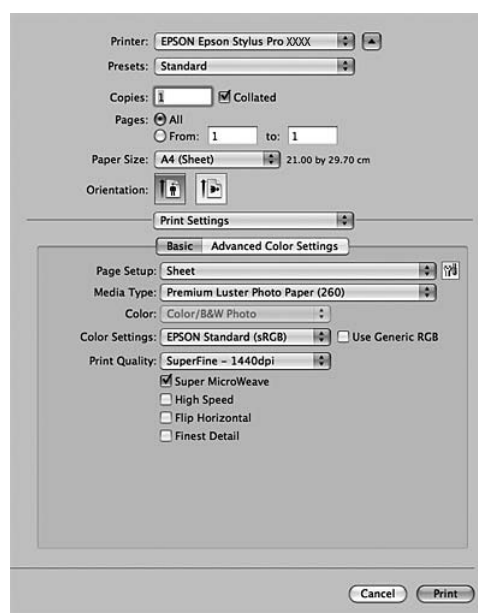 Printer: EPSON Epson Stylus Pro XXXX
Presets: Standard
Copies: 1 Collated
Pages: All
From: 1 to: 1
Paper Size: A4 (Sheet) 21.00 by 29.70 cm
Orientation:
Print Settings
Basic Advanced Color Settings
Page Setup: Sheet
Media Type: Premium Luster Photo Paper (260)
Color: Color/B&W Photo
Color Settings: EPSON Standard (sRGB) Use Generic RGB
Print Quality: SuperFine – 1440dpi
Super MicroWeave
High Speed
Flip Horizontal
Finest Detail
Cancel Print